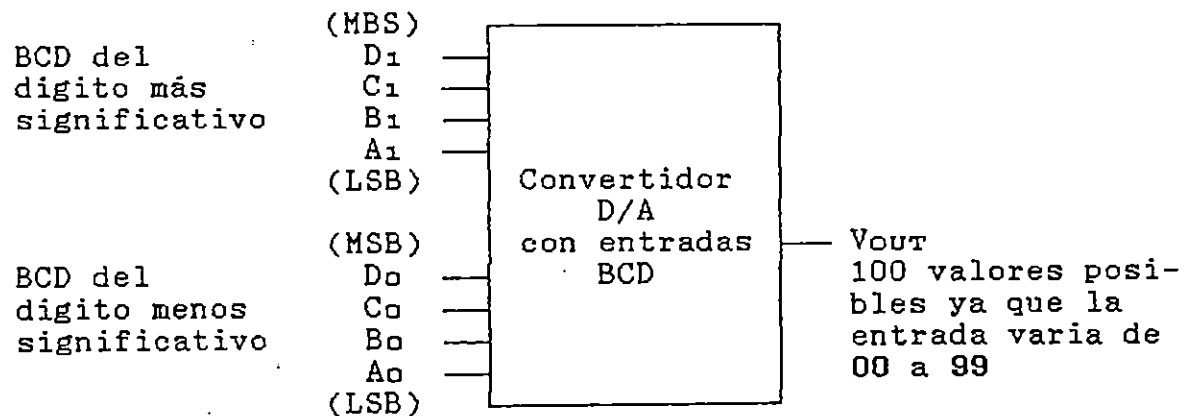 (MBS)
BCD del
digito más
significativo
D1
C1
B1
A1
(LSB)
(MSB)
BCD del
digito menos
significativo
D0
C0
B0
A0
(LSB)
Convertidor
D/A
con entradas
BCD
VOUT
100 valores posi-
bles ya que la
entrada varia de
00 a 99